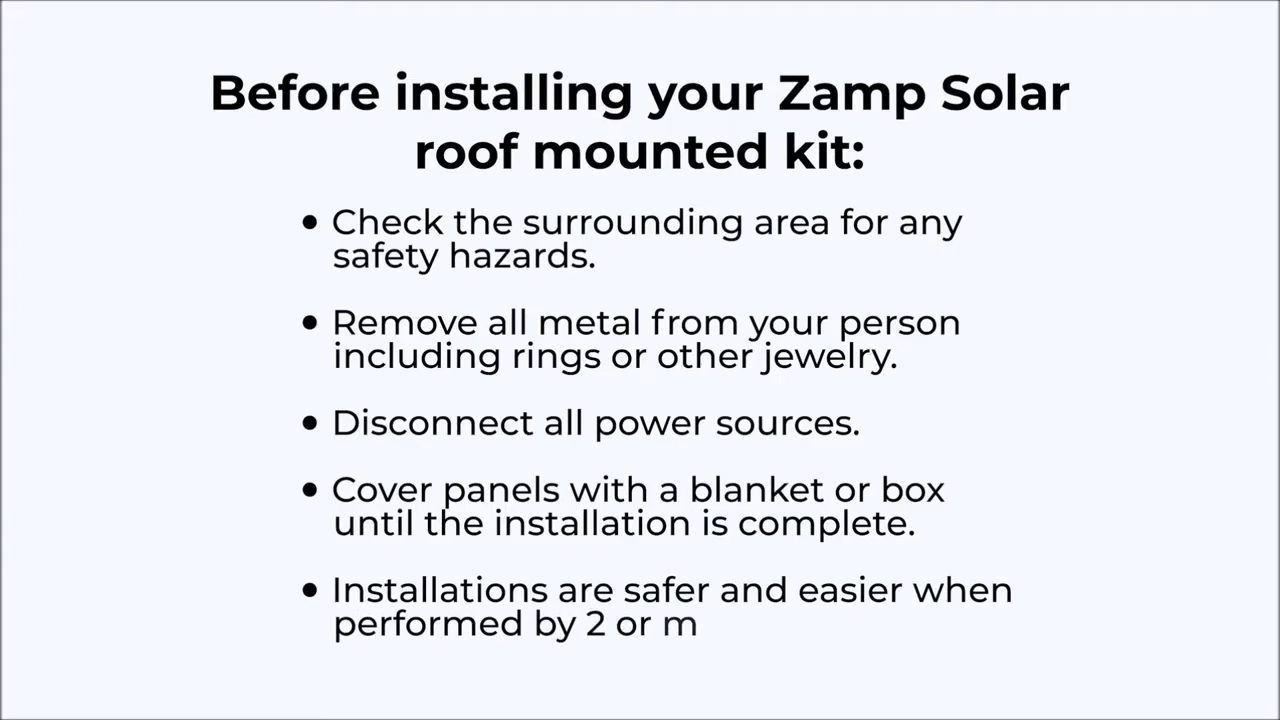 Before installing your Zamp Solar
roof mounted kit:
• Check the surrounding area for any
safety hazards.
• Remove all metal from your person
including rings or other jewelry.
• Disconnect all power sources.
• Cover panels with a blanket or box
until the installation is complete.
• Installations are safer and easier when
performed by 2 or m